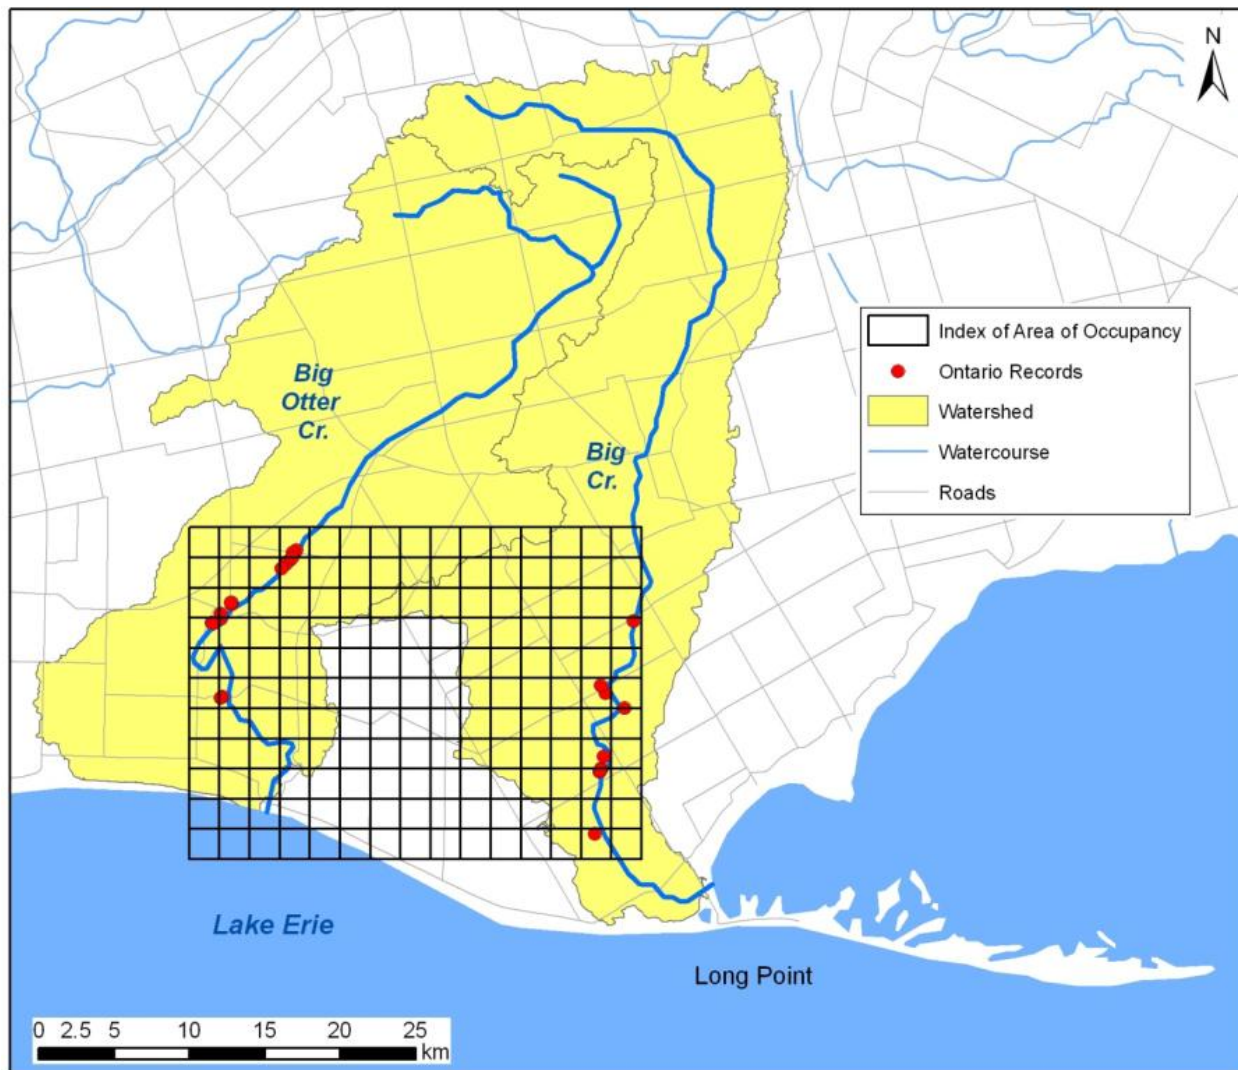 N
Index of Area of Occupancy
Ontario Records
Watershed
Watercourse
Roads
Big
Otter
Cr.
Big
Cr.
Lake Erie
Long Point
0 2.5 5 10 15 20 25
km